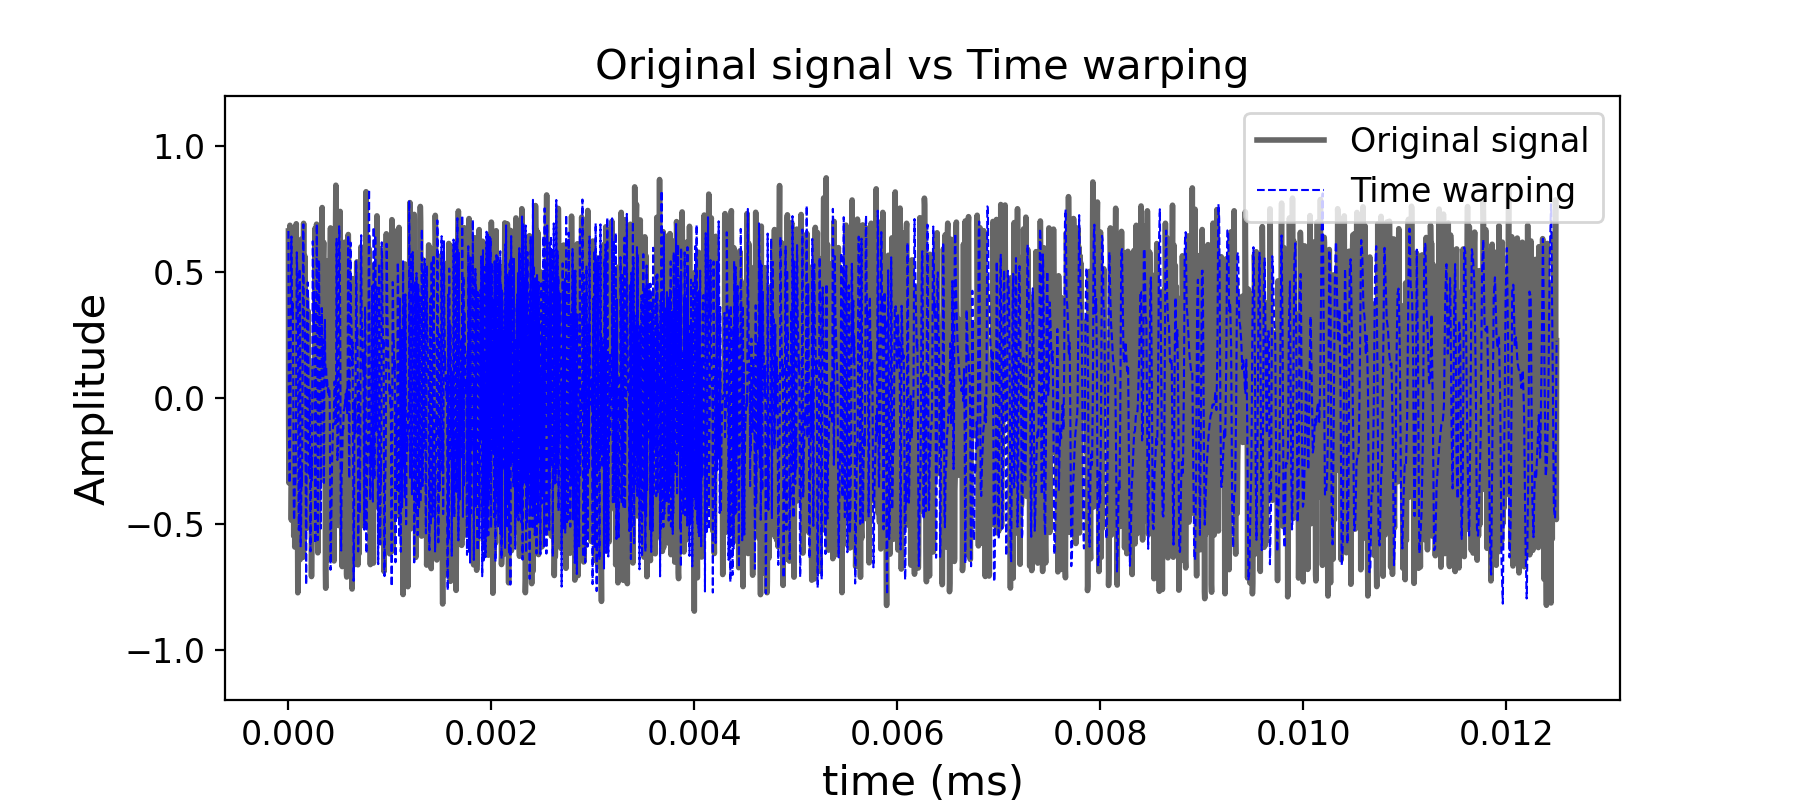 Original signal vs Time warping
Original signal
Time warping
Amplitude
1.0
0.5
0.0
−0.5
−1.0
0.000 0.002 0.004 0.006 0.008 0.010 0.012
time (ms)